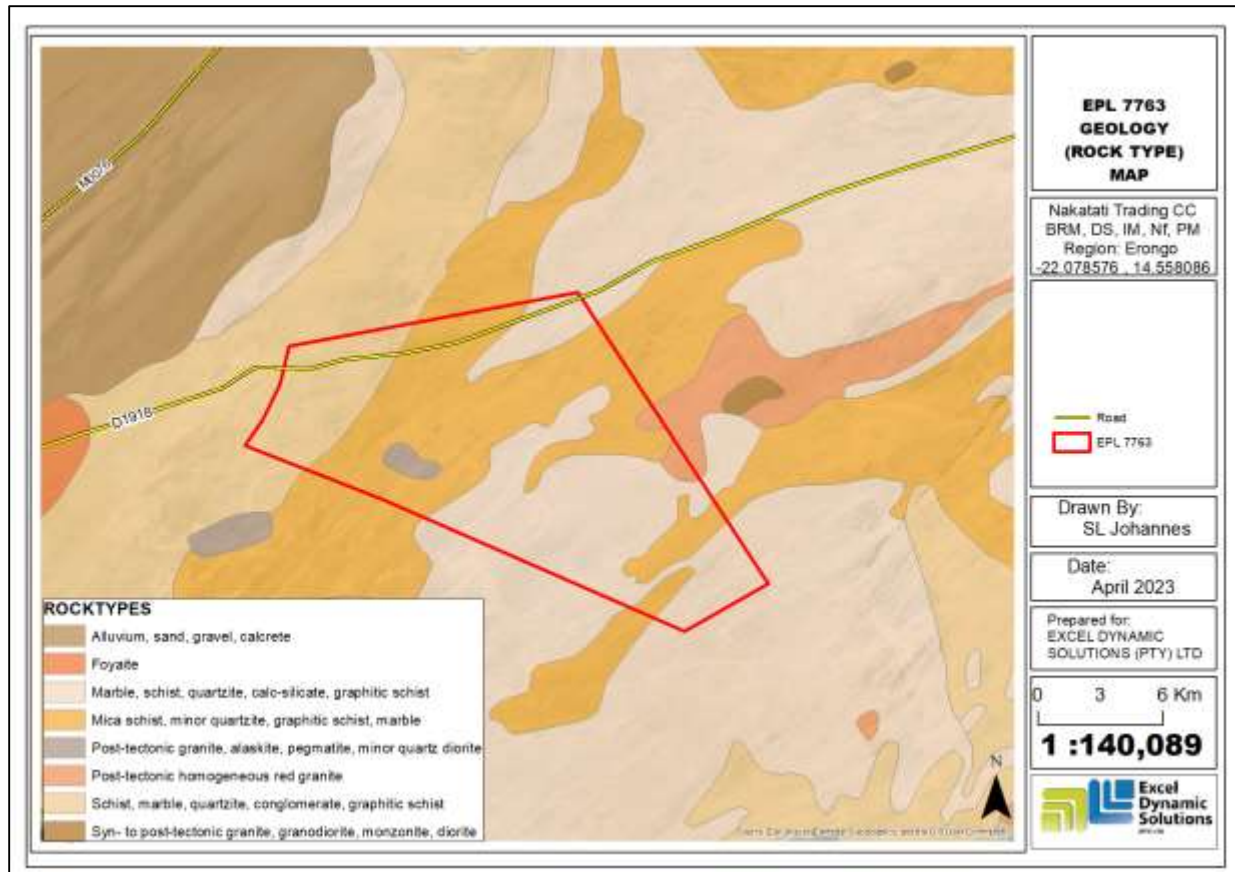 M0076
D1918
ROCKTYPES
Alluvium, sand, gravel, calcrete
Foyaite
Marble, schist, quartzite, calc-silicate, graphitic schist
Mica schist, minor quartzite, graphitic schist, marble
Post-tectonic granite, alaskite, pegmatite, minor quartz diorite
Post-tectonic homogeneous red granite
Schist, marble, quartzite, conglomerate, graphitic schist
Syn- to post-tectonic granite, granodiorite, monzonite, diorite
N
EPL 7763
GEOLOGY
(ROCK TYPE)
MAP
Nakatati Trading CC
BRM, DS, IM, Nf, PM
Region: Erongo
-22.078576 , 14.558086
Road
EPL 7763
Drawn By:
SL Johannes
Date:
April 2023
Prepared for:
EXCEL DYNAMIC
SOLUTIONS (PTY) LTD
0 3 6 Km
1 :140,089
Excel
Dynamic
Solutions